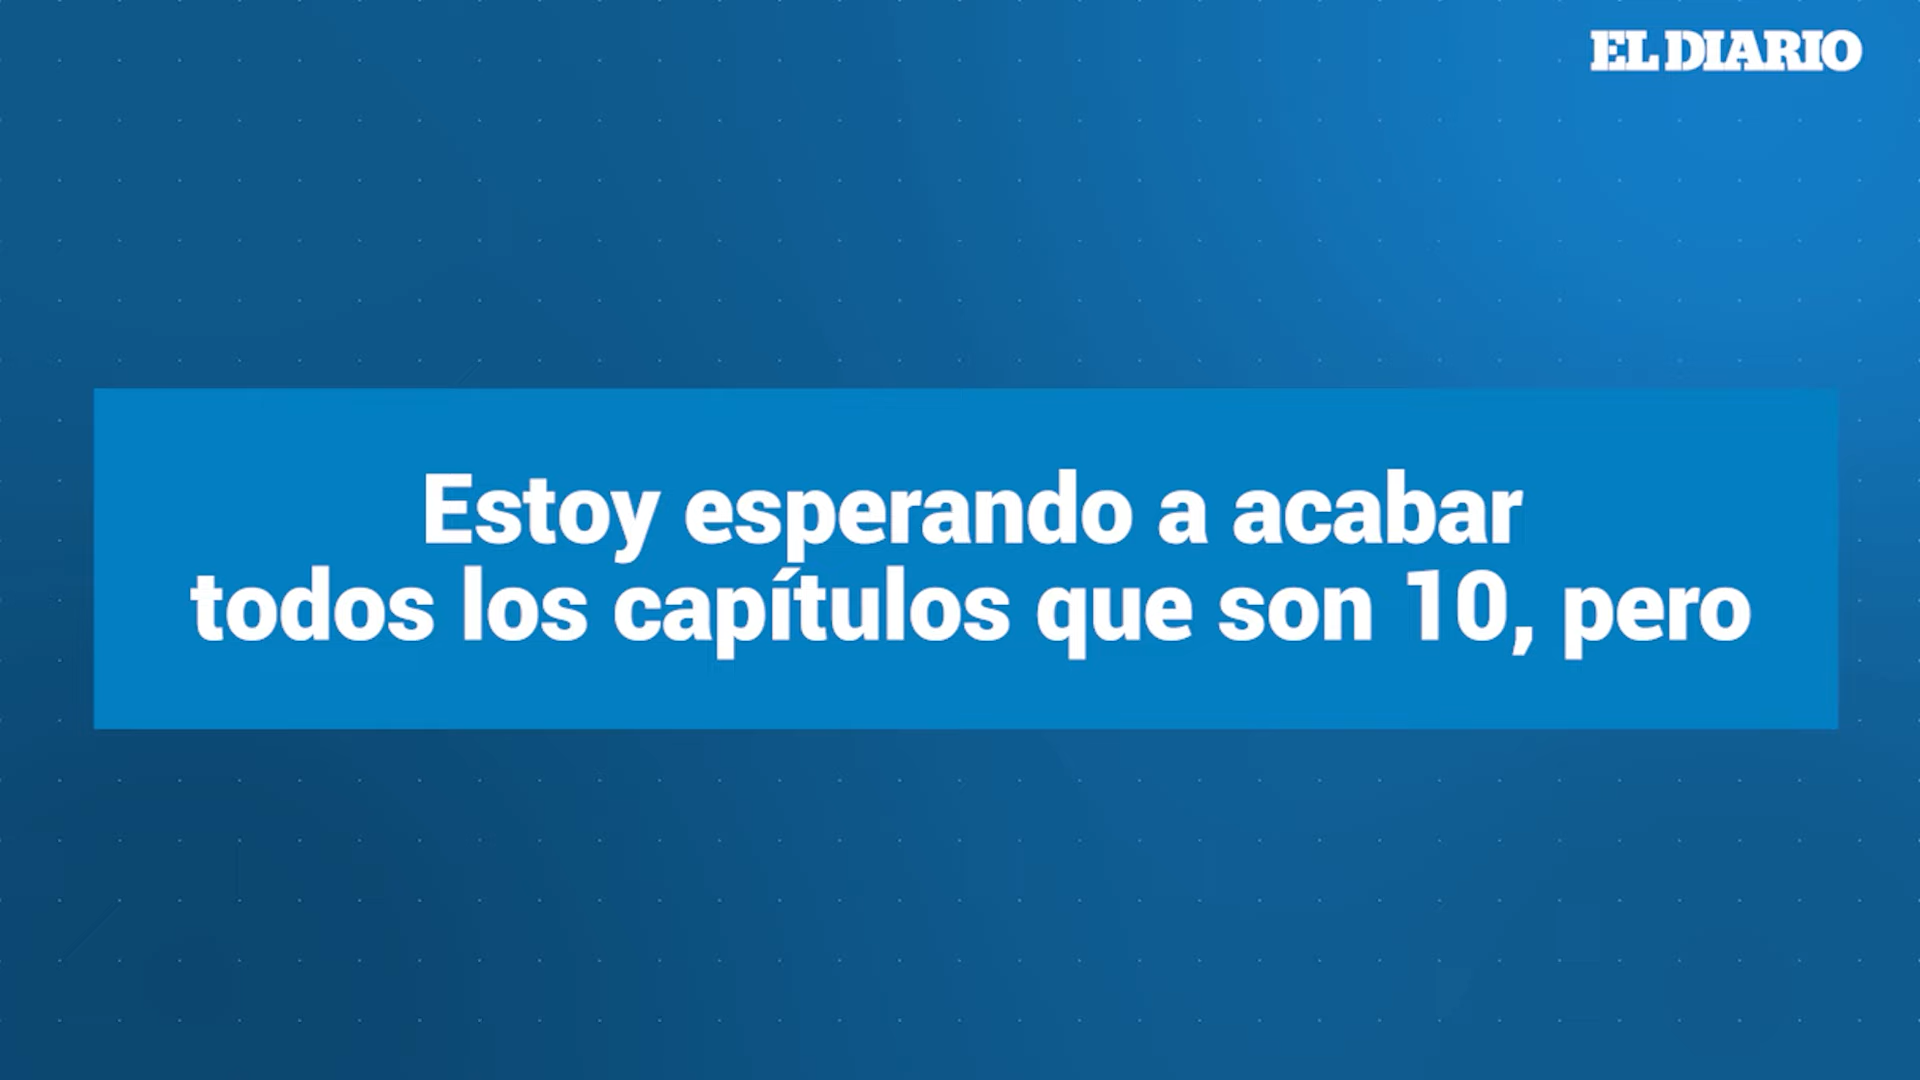 EL DIARIO
Estoy esperando a acabar
todos los capítulos que son 10, pero